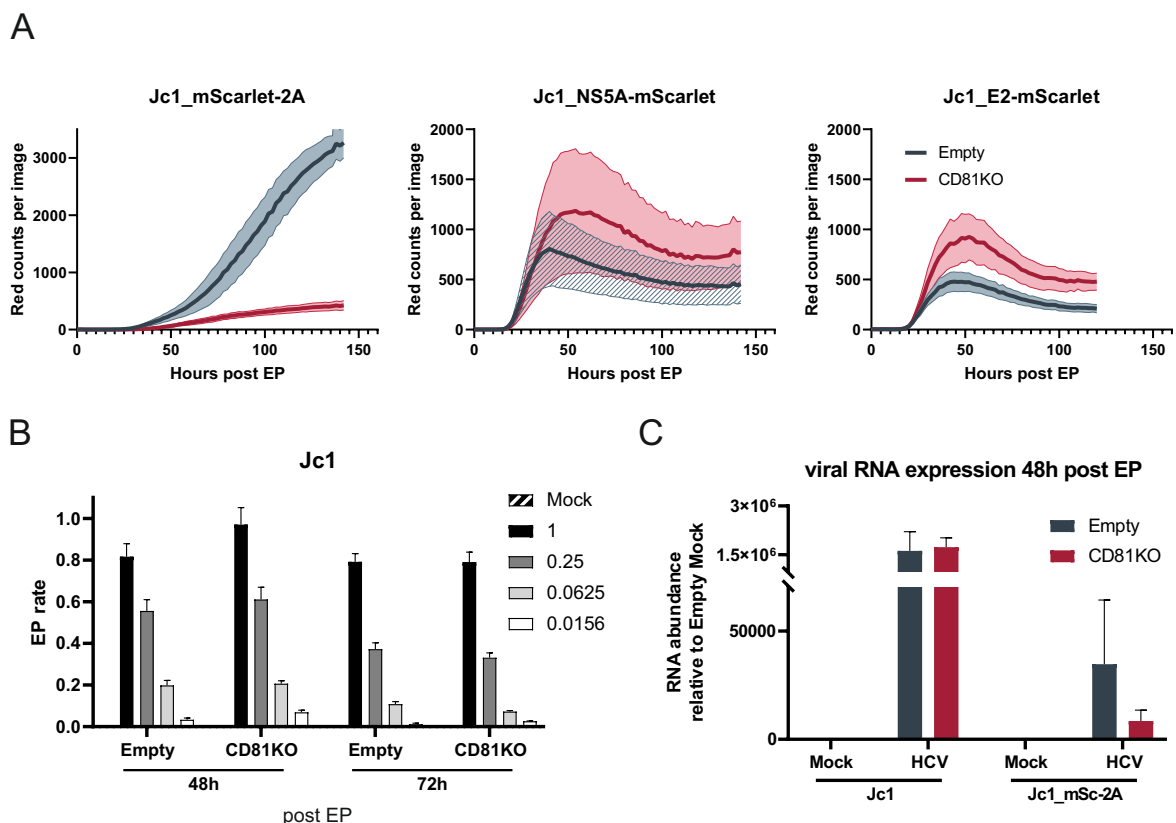 A
Jc1_mScarlet-2A
Red counts per image
3000
2000
1000
0
0 50 100 150
Hours post EP
Jc1_NS5A-mScarlet
Red counts per image
2000
1500
1000
500
0
0 50 100 150
Hours post EP
Jc1_E2-mScarlet
Red counts per image
2000
1500
1000
500
0
0 50 100 150
Hours post EP
Empty
CD81KO
B
Jc1
EP rate
1.0
0.8
0.6
0.4
0.2
0.0
Mock
1
0.25
0.0625
0.0156
Empty CD81KO Empty CD81KO
48h 72h
post EP
C
viral RNA expression 48h post EP
RNA abundance
relative to Empty Mock
3×10⁶
1.5×10⁶
50000
0
Empty
CD81KO
Mock HCV Mock HCV
Jc1 Jc1_mSc-2A